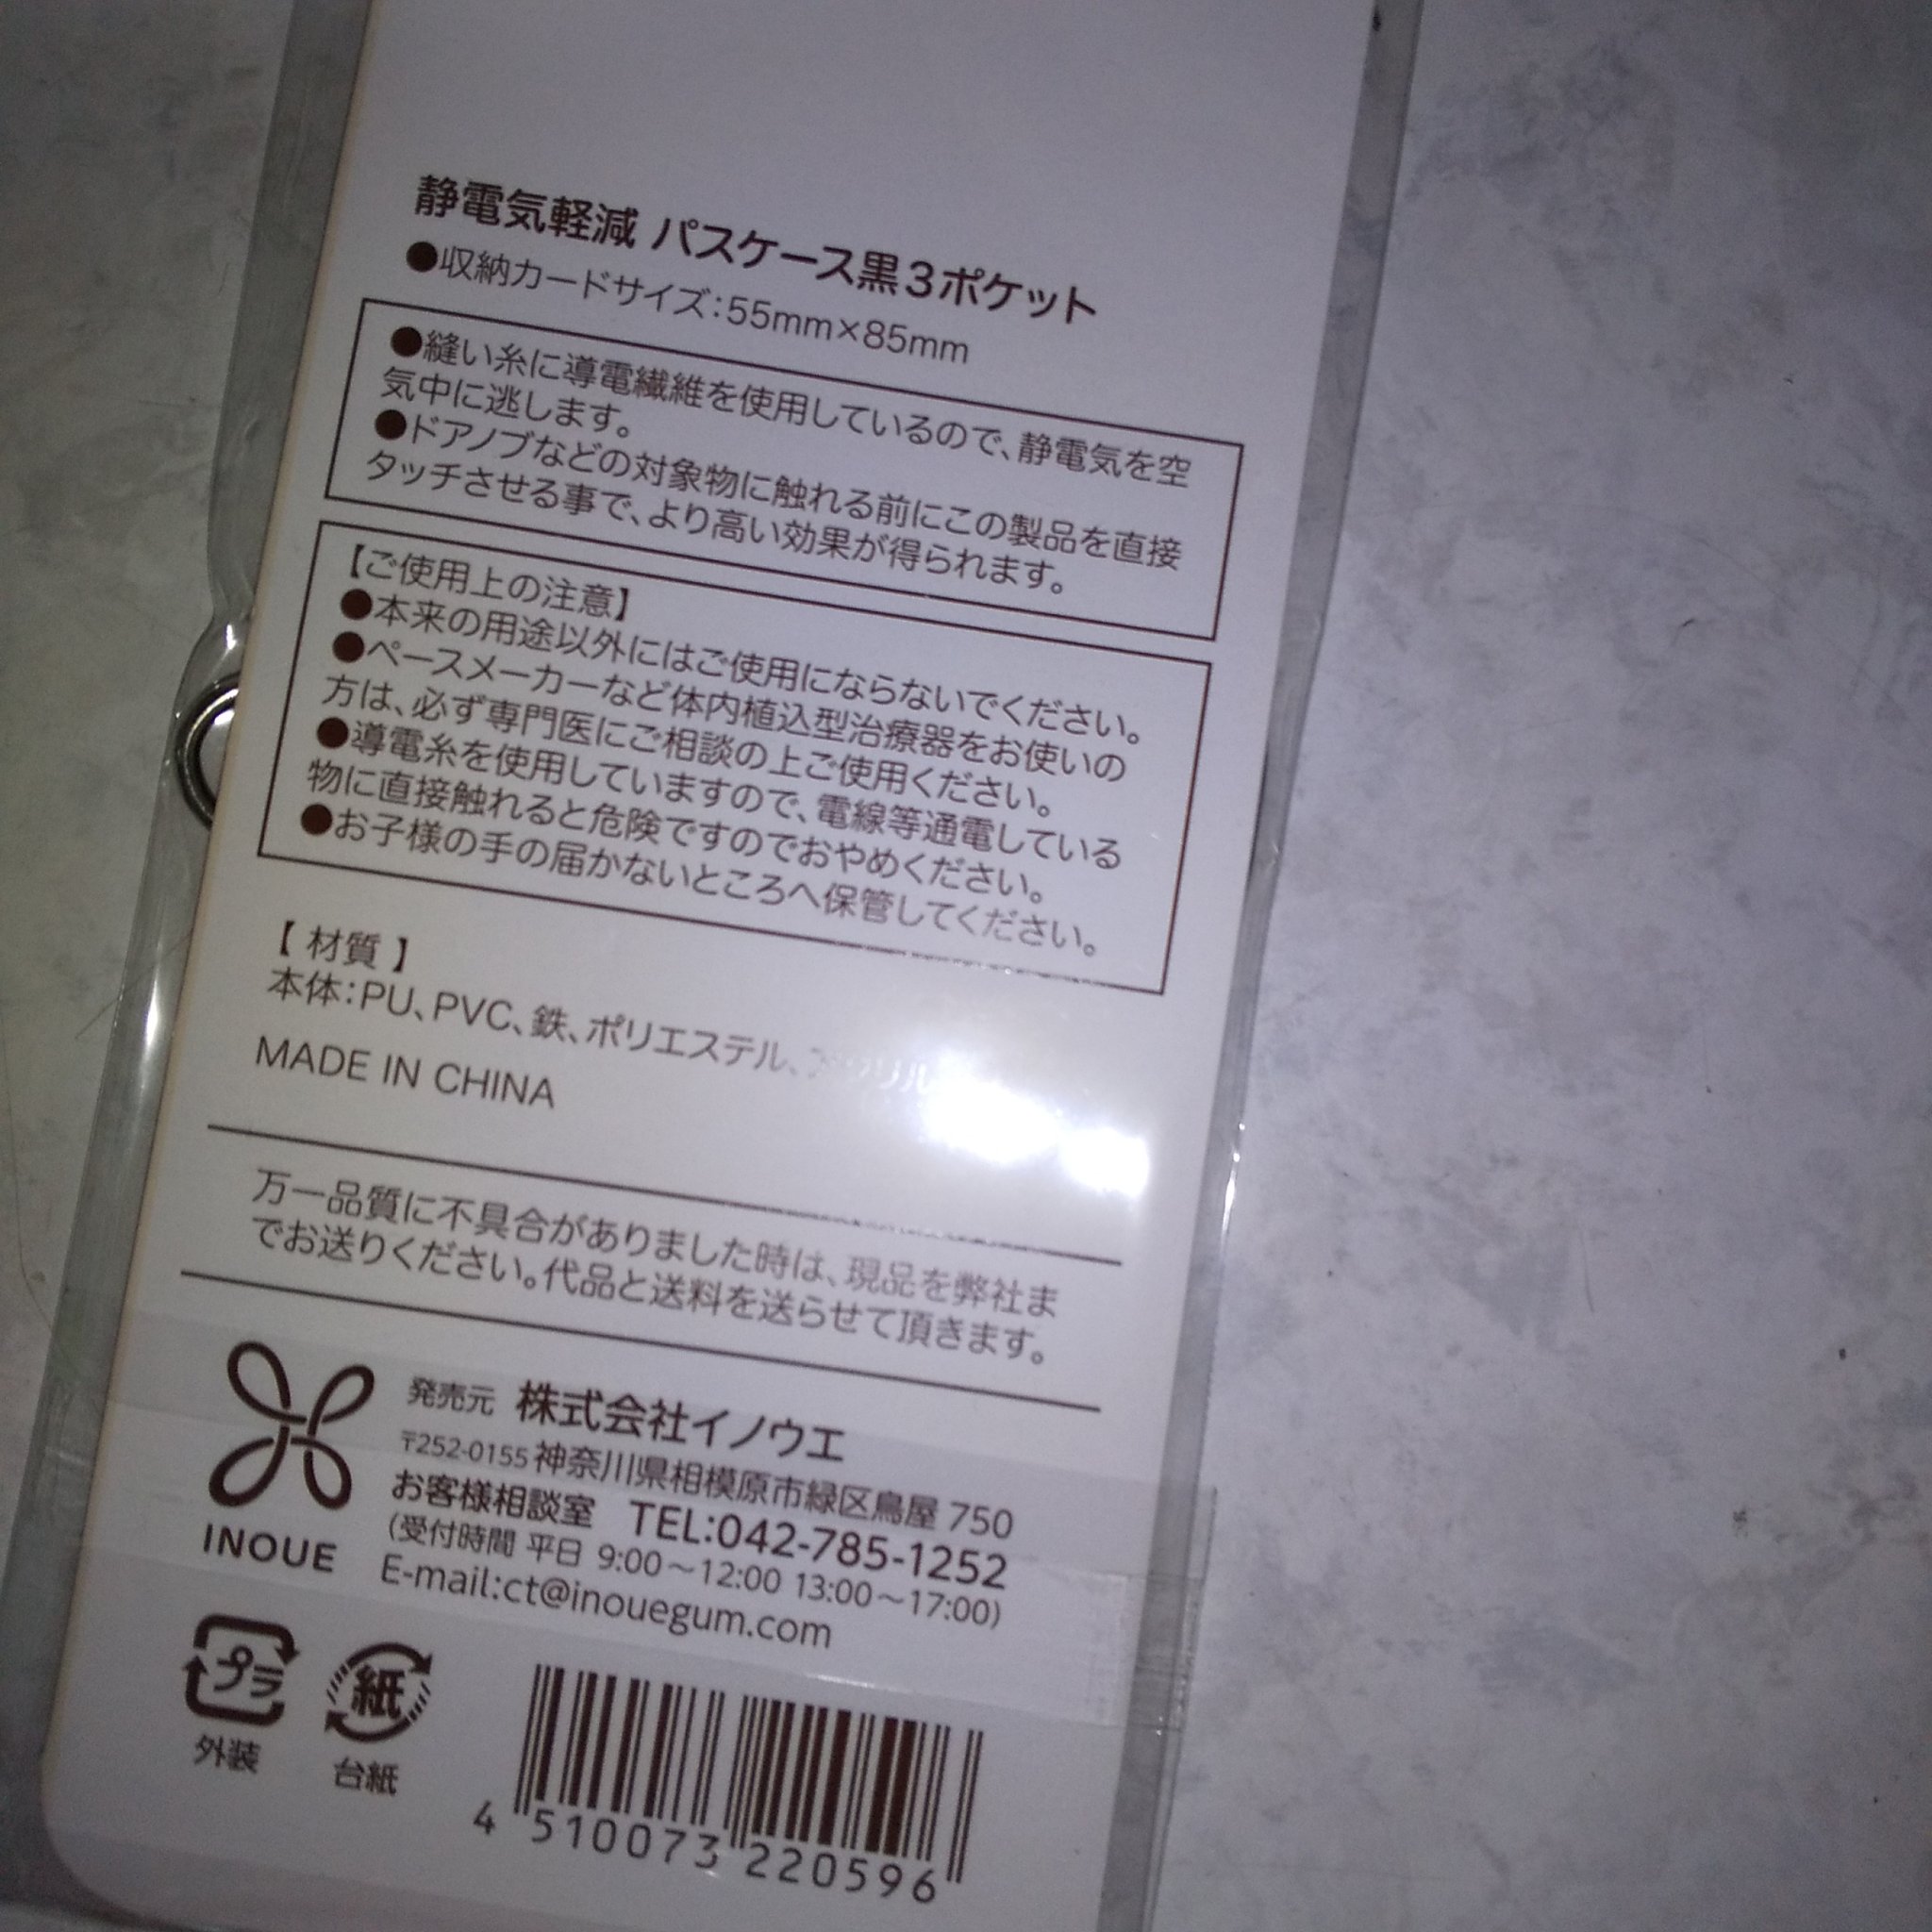 静電気軽減 パスケース黒3ポケット
●収納カードサイズ：55mm×85mm
●縫い糸に導電繊維を使用しているので、静電気を空
気中に逃します。
●ドアノブなどの対象物に触れる前にこの製品を直接
タッチさせる事で、より高い効果が得られます。
【ご使用上の注意】
●本来の用途以外にはご使用にならないでください。
●ペースメーカーなど体内植込型治療器をお使いの
方は、必ず専門医にご相談の上ご使用ください。
●導電糸を使用していますので、電線等通電している
物に直接触れると危険ですのでおやめください。
●お子様の手の届かないところへ保管してください。
【 材質 】
本体：PU、PVC、鉄、ポリエステル、アクリル
MADE IN CHINA
万一品質に不具合がありました時は、現品を弊社ま
でお送りください。代品と送料を送らせて頂きます。
発売元 株式会社イノウエ
〒252-0155 神奈川県相模原市緑区鳥屋 750
お客様相談室 TEL:042-785-1252
(受付時間 平日 9:00～12:00 13:00～17:00)
E-mail:ct@inouegum.com
INOUE
プラ
外装
紙
台紙
4 510073 220596